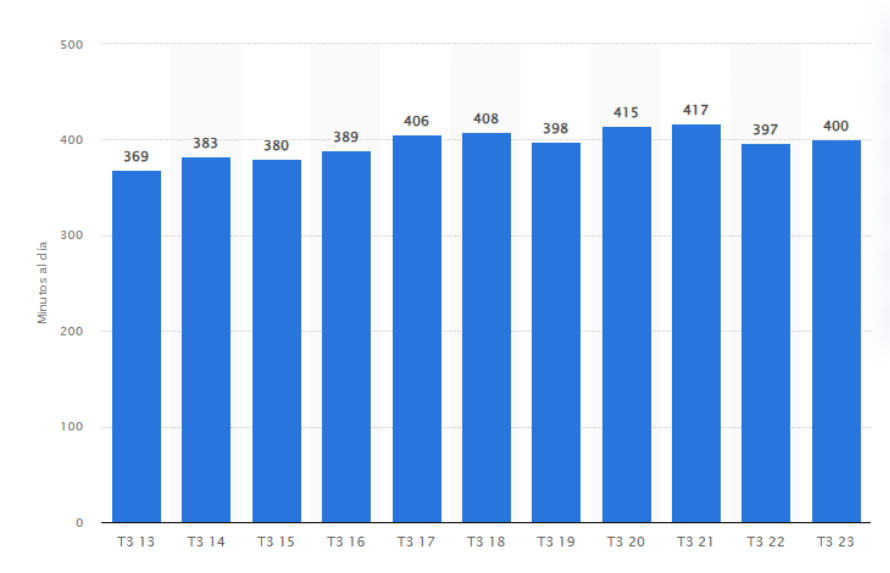 500
400
300
200
100
0
Minutos al día
369
383
380
389
406
408
398
415
417
397
400
T3 13
T3 14
T3 15
T3 16
T3 17
T3 18
T3 19
T3 20
T3 21
T3 22
T3 23